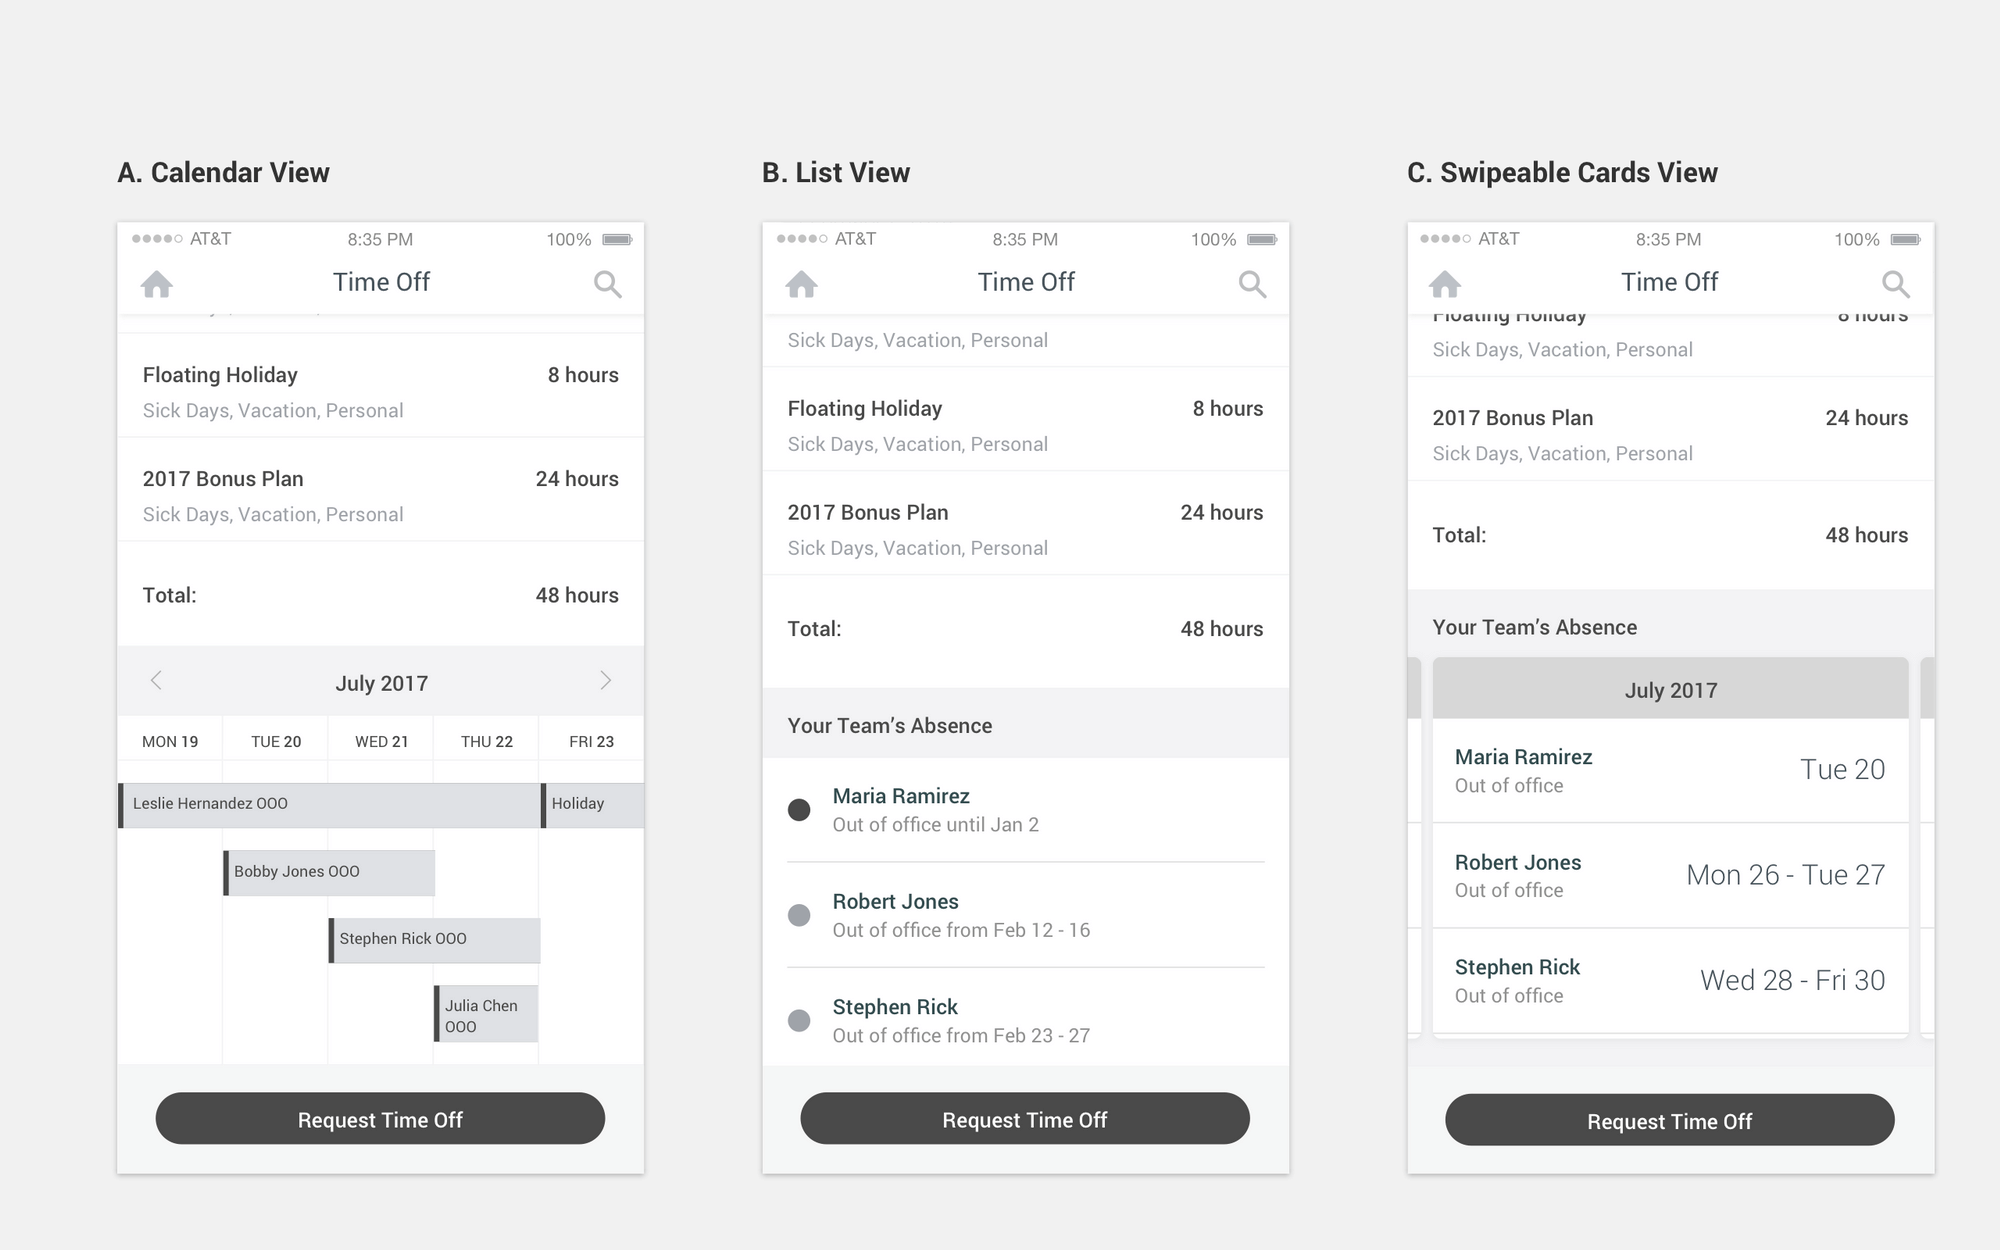 A. Calendar View
AT&T 8:35 PM 100%
Time Off
Floating Holiday 8 hours
Sick Days, Vacation, Personal
2017 Bonus Plan 24 hours
Sick Days, Vacation, Personal
Total: 48 hours
July 2017
MON 19 TUE 20 WED 21 THU 22 FRI 23
Leslie Hernandez OOO Holiday
Bobby Jones OOO
Stephen Rick OOO
Julia Chen
OOO
Request Time Off
B. List View
AT&T 8:35 PM 100%
Time Off
Sick Days, Vacation, Personal
Floating Holiday 8 hours
Sick Days, Vacation, Personal
2017 Bonus Plan 24 hours
Sick Days, Vacation, Personal
Total: 48 hours
Your Team’s Absence
Maria Ramirez
Out of office until Jan 2
Robert Jones
Out of office from Feb 12 - 16
Stephen Rick
Out of office from Feb 23 - 27
Request Time Off
C. Swipeable Cards View
AT&T 8:35 PM 100%
Time Off
Floating Holiday 8 hours
Sick Days, Vacation, Personal
2017 Bonus Plan 24 hours
Sick Days, Vacation, Personal
Total: 48 hours
Your Team’s Absence
July 2017
Maria Ramirez Tue 20
Out of office
Robert Jones Mon 26 - Tue 27
Out of office
Stephen Rick Wed 28 - Fri 30
Out of office
Request Time Off